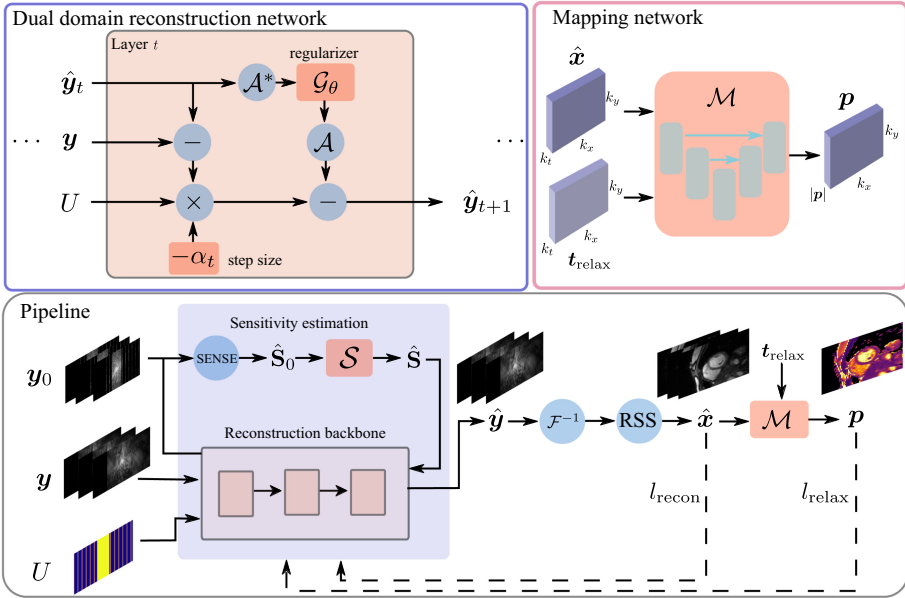 Dual domain reconstruction network
Layer t
regularizer
ŷ_t
𝒜*
𝒢_θ
... y − 𝒜 ...
U × − ŷ_{t+1}
−α_t step size
Mapping network
x̂
ℳ
p
k_y
k_t k_x
k_y
k_y
|p| k_x
k_t k_x
t_relax
Pipeline
Sensitivity estimation
y_0
SENSE Ŝ_0 𝒮 Ŝ
t_relax
Reconstruction backbone
ŷ ℱ^{−1} RSS x̂ ℳ p
y
l_recon l_relax
U